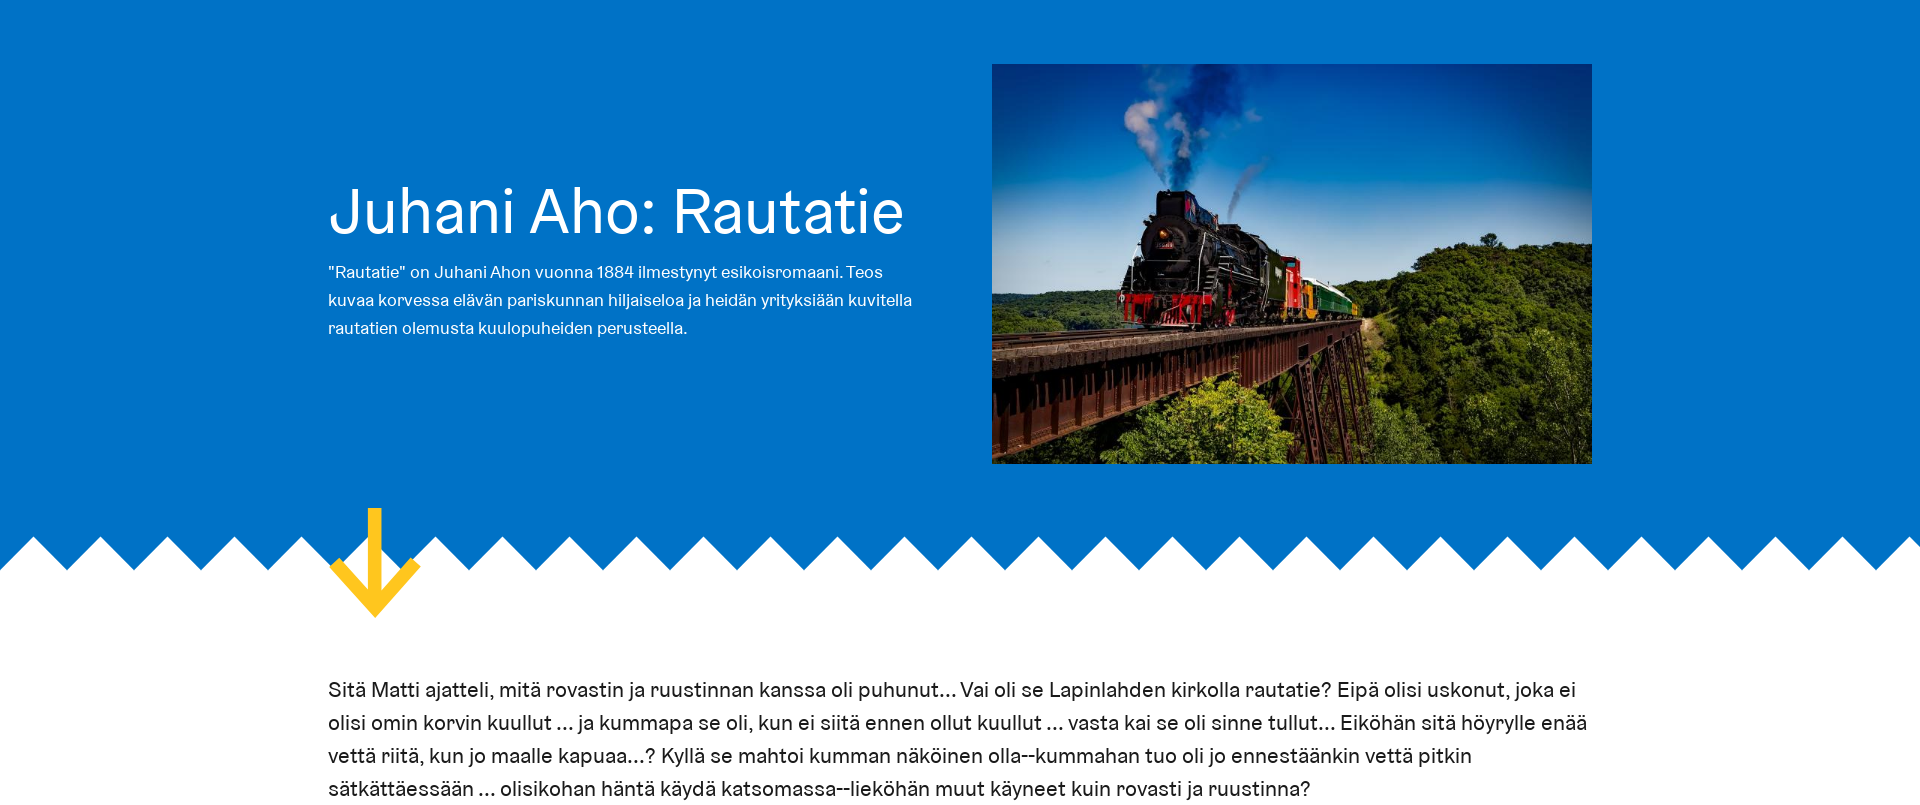 Juhani Aho: Rautatie
"Rautatie" on Juhani Ahon vuonna 1884 ilmestynyt esikoisromaani. Teos
kuvaa korvessa elävän pariskunnan hiljaiseloa ja heidän yrityksiään kuvitella
rautatien olemusta kuulopuheiden perusteella.
Sitä Matti ajatteli, mitä rovastin ja ruustinnan kanssa oli puhunut... Vai oli se Lapinlahden kirkolla rautatie? Eipä olisi uskonut, joka ei
olisi omin korvin kuullut ... ja kummapa se oli, kun ei siitä ennen ollut kuullut ... vasta kai se oli sinne tullut... Eiköhän sitä höyrylle enää
vettä riitä, kun jo maalle kapuaa...? Kyllä se mahtoi kumman näköinen olla--kummahan tuo oli jo ennestäänkin vettä pitkin
sätkättäessään ... olisikohan häntä käydä katsomassa--lieköhän muut käyneet kuin rovasti ja ruustinna?